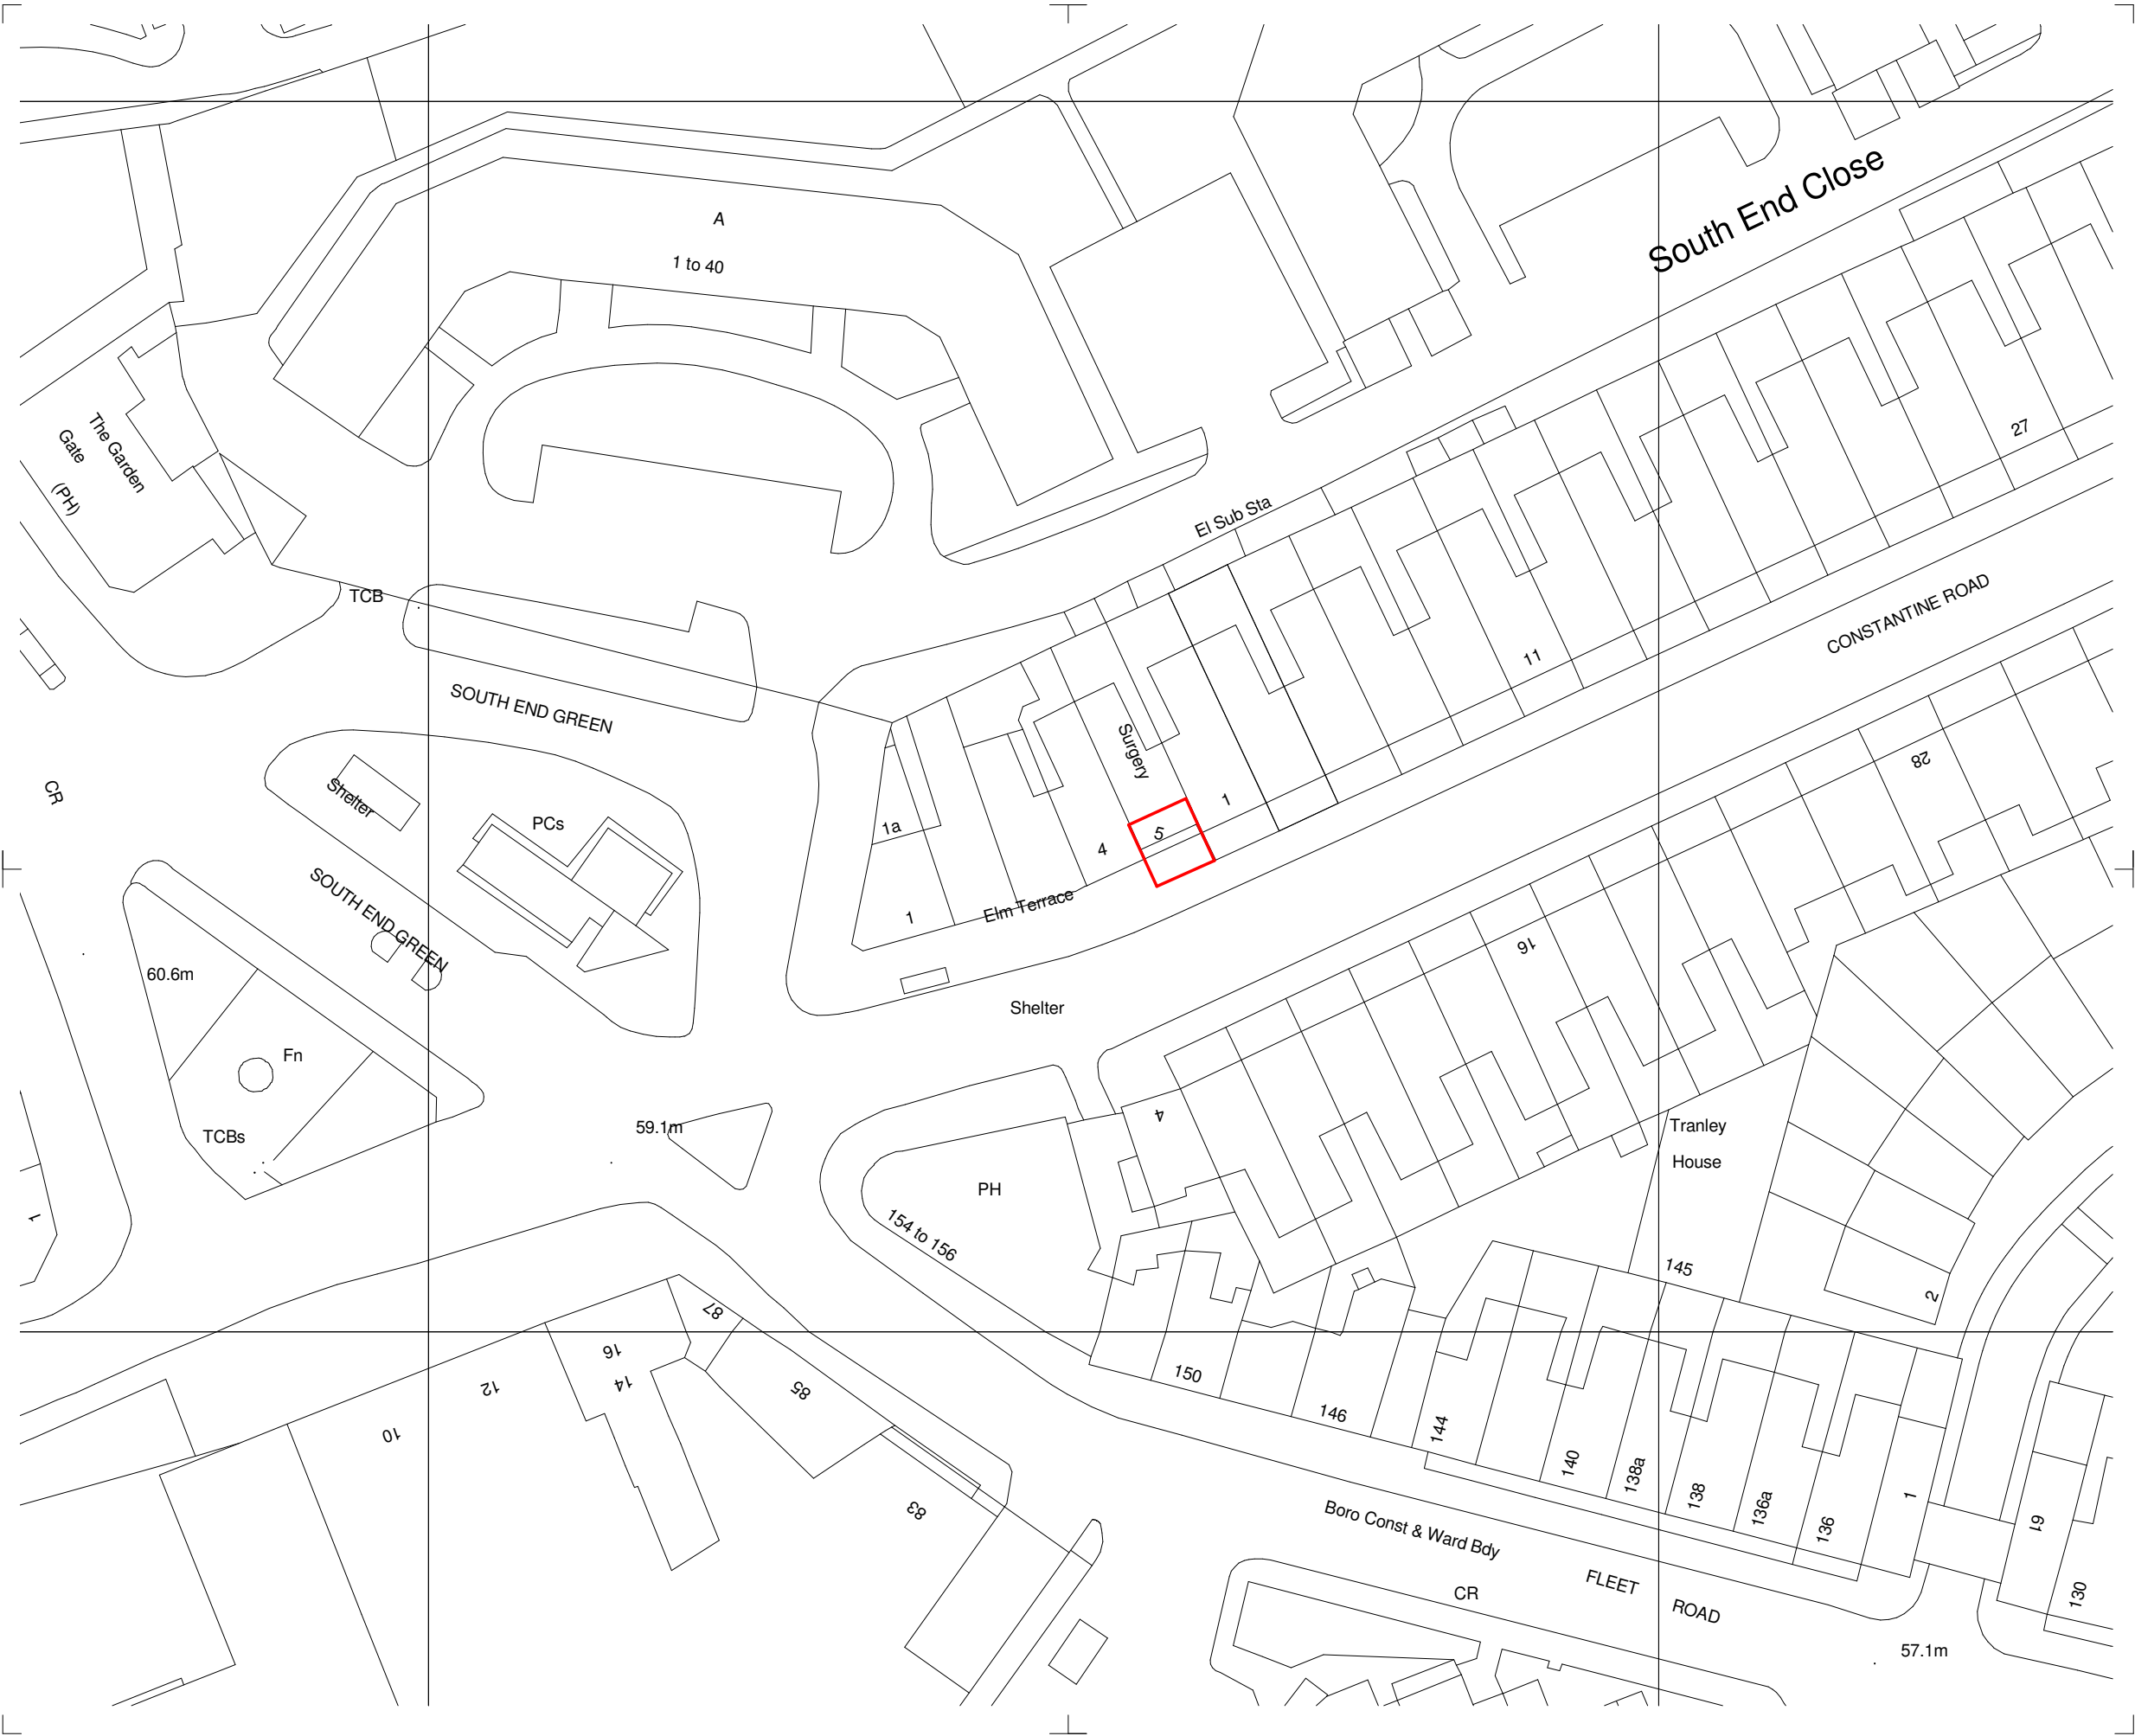 A
1 to 40
South End Close
The Garden
Gate
(PH)
27
El Sub Sta
TCB
CONSTANTINE ROAD
11
SOUTH END GREEN
Surgery
28
CR
Shelter
PCs
1a
1
5
4
SOUTH END GREEN
1
Elm Terrace
16
60.6m
Shelter
Fn
4
Tranley
House
TCBs
59.1m
PH
1
154 to 156
145
2
87
16
14
12
85
150
10
146
144
140
138a
138
136a
136
1
83
Boro Const & Ward Bdy
61
FLEET
ROAD
CR
130
57.1m